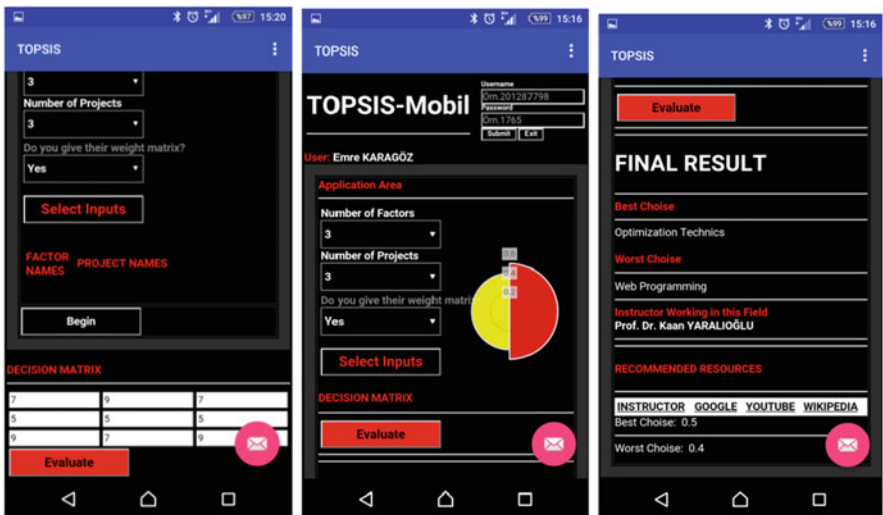 %97 15:20
TOPSIS
3
Number of Projects
3
Do you give their weight matrix?
Yes
Select Inputs
FACTOR NAMES
PROJECT NAMES
Begin
DECISION MATRIX
7 9 7
5 5 5
9 7 9
Evaluate
%99 15:16
TOPSIS
TOPSIS-Mobil
Username
Örn.201287798
Password
Örn.1765
Submit Exit
User: Emre KARAGÖZ
Application Area
Number of Factors
3
Number of Projects
3
Do you give their weight matri
Yes
0.6
0.4
0.2
Select Inputs
DECISION MATRIX
Evaluate
%99 15:16
TOPSIS
Evaluate
FINAL RESULT
Best Choise
Optimization Technics
Worst Choise
Web Programming
Instructor Working in this Field
Prof. Dr. Kaan YARALIOĞLU
RECOMMENDED RESOURCES
INSTRUCTOR GOOGLE YOUTUBE WIKIPEDIA
Best Choise: 0.5
Worst Choise: 0.4